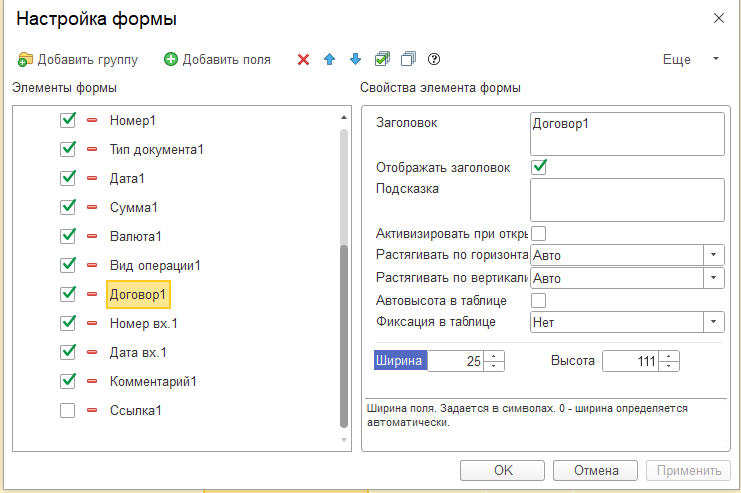 Настройка формы
Добавить группу Добавить поля Еще
Элементы формы
Номер1
Тип документа1
Дата1
Сумма1
Валюта1
Вид операции1
Договор1
Номер вх.1
Дата вх.1
Комментарий1
Ссылка1
Свойства элемента формы
Заголовок Договор1
Отображать заголовок
Подсказка
Активизировать при откры
Растягивать по горизонта Авто
Растягивать по вертикали Авто
Автовысота в таблице
Фиксация в таблице Нет
Ширина 25 Высота 111
Ширина поля. Задается в символах. 0 - ширина определяется
автоматически.
OK Отмена Применить